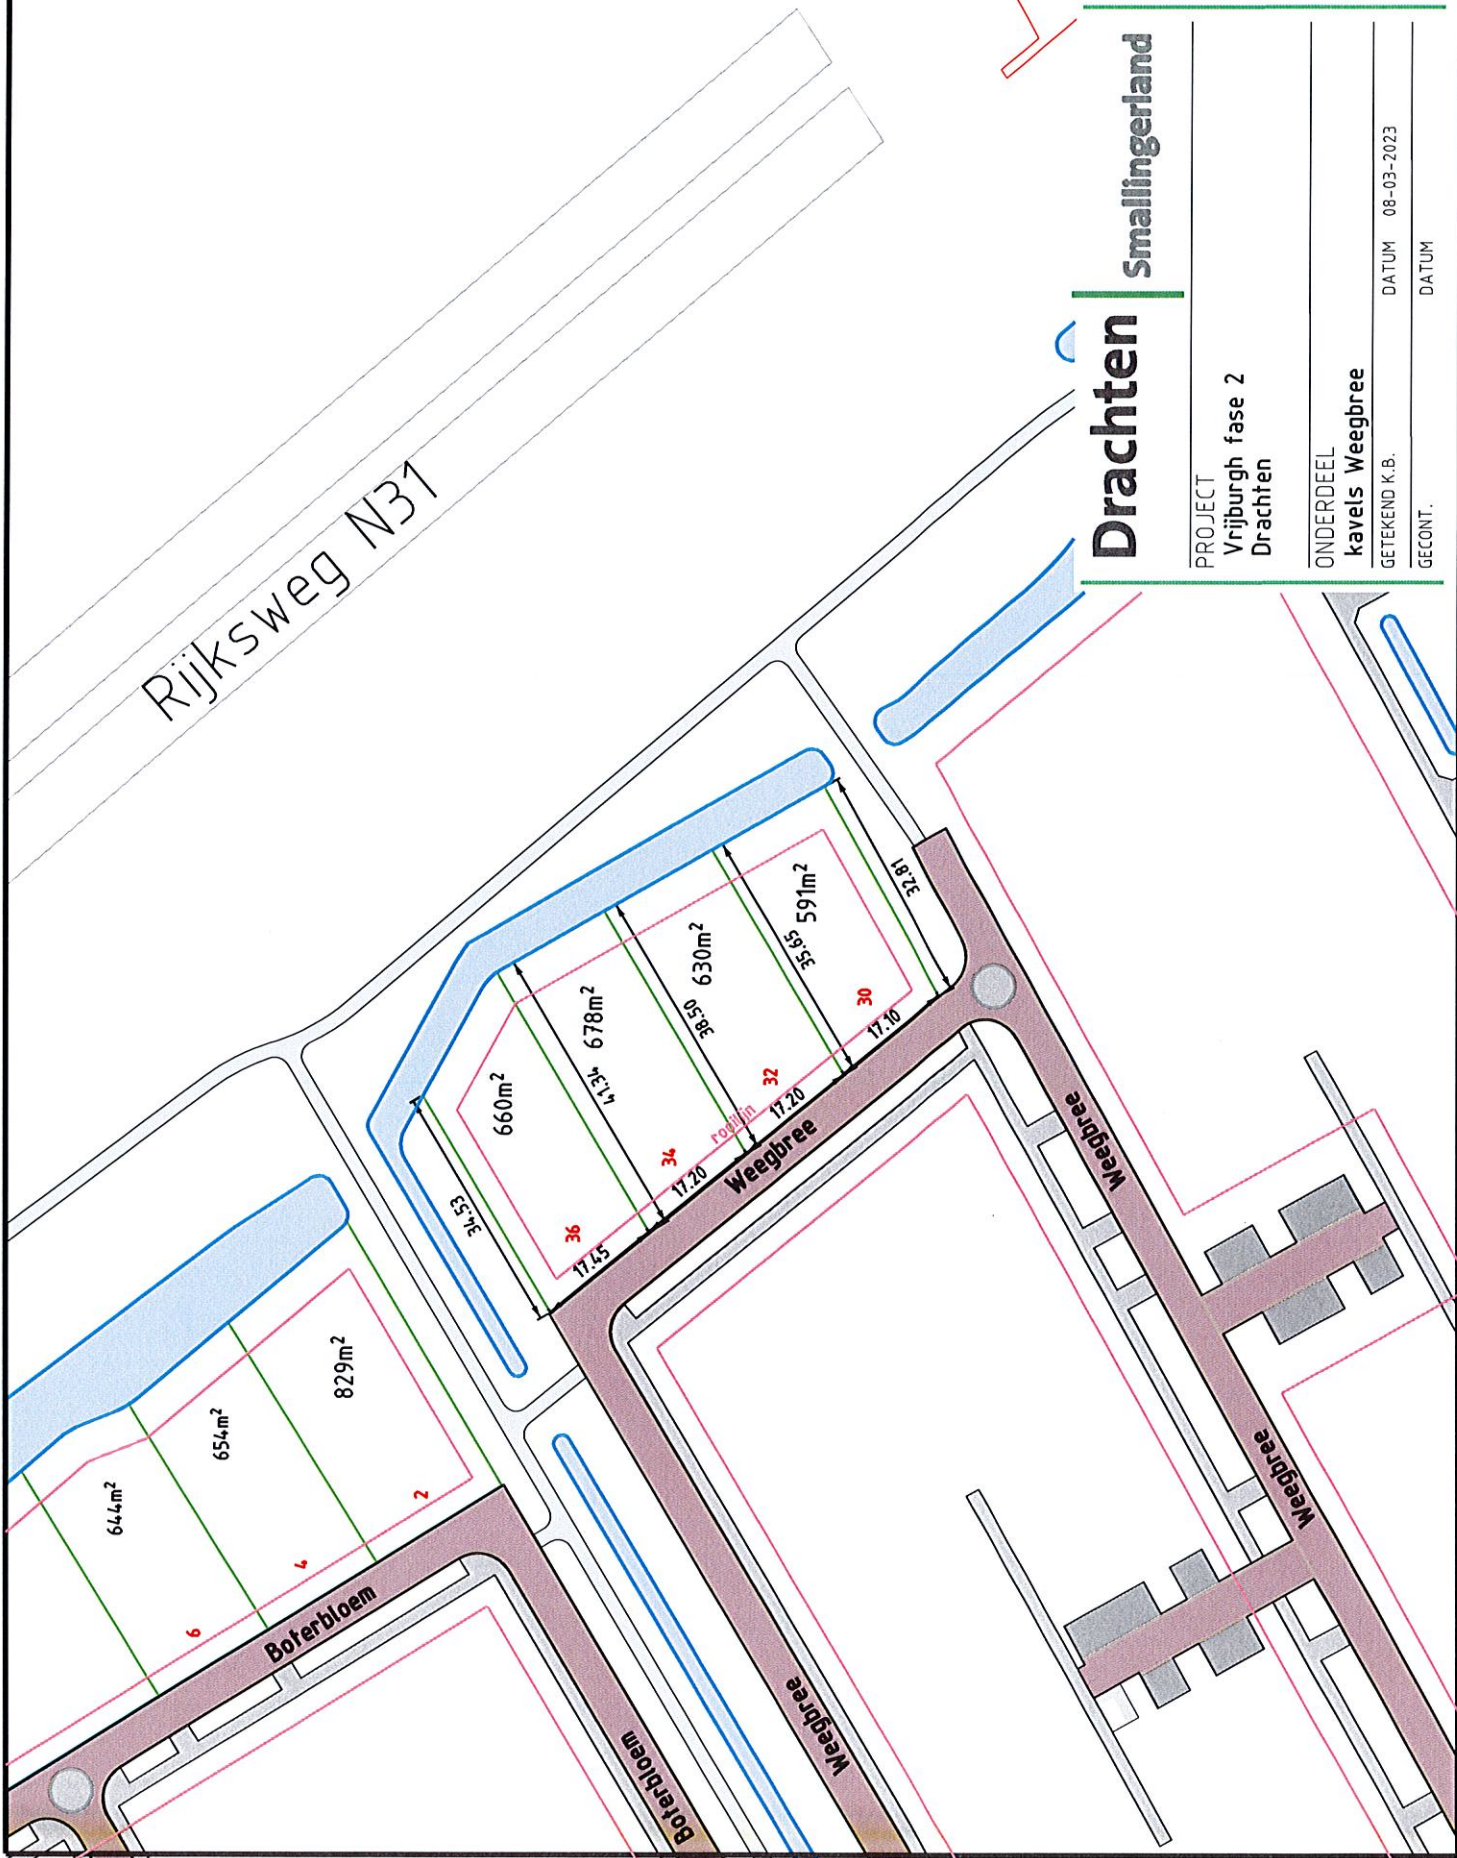 Rijksweg N31
660m²
678m²
630m²
591m²
34.53
41.34
38.50
35.65
32.81
36
34
32
30
17.45
17.20
17.20
17.10
rooilijn
Weegbree
Weegbree
Weegbree
Weegbree
644m²
654m²
829m²
6
4
2
Boterbloem
Boterbloem
Drachten Smallingerland
PROJECT
Vrijburgh fase 2
Drachten
ONDERDEEL
kavels Weegbree
GETEKEND K.B. DATUM 08-03-2023
GECONT. DATUM